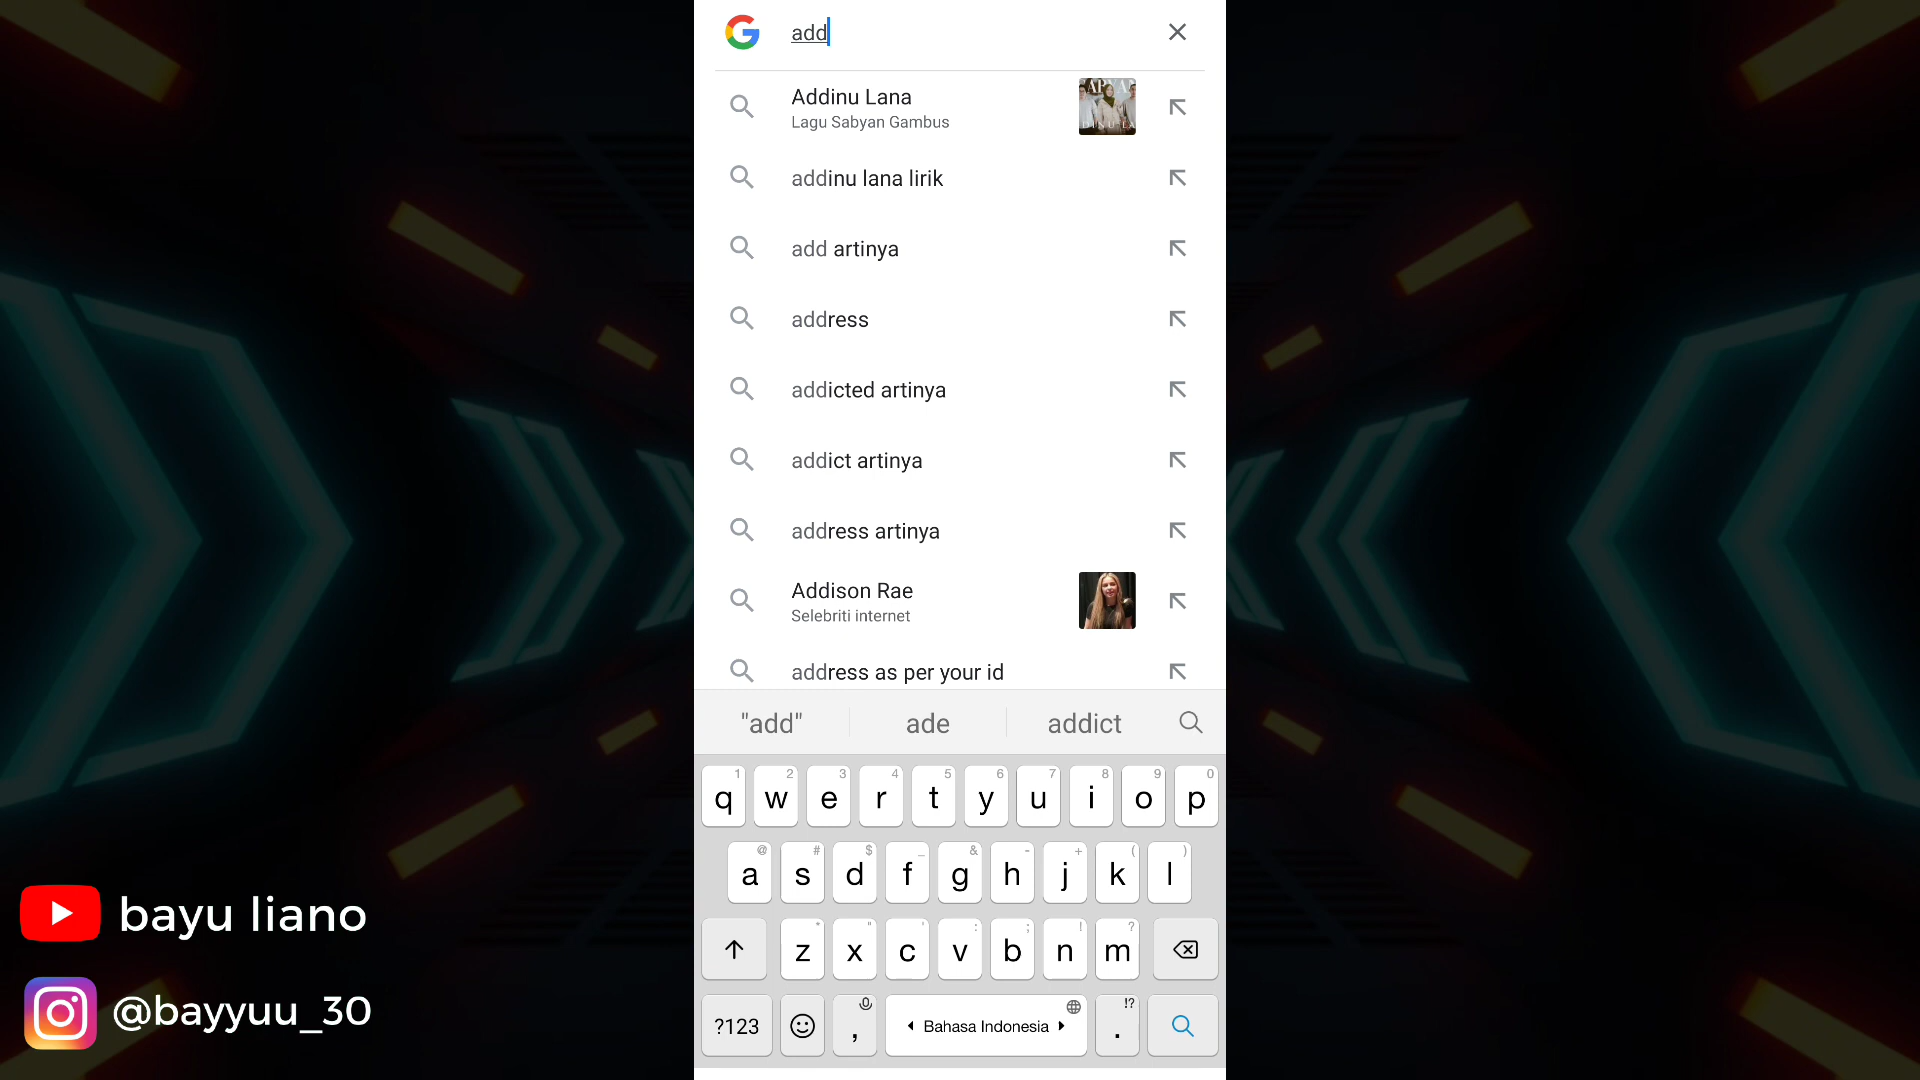 add
Addinu Lana
Lagu Sabyan Gambus
addinu lana lirik
add artinya
address
addicted artinya
addict artinya
address artinya
Addison Rae
Selebriti internet
address as per your id
"add" ade addict
1 2 3 4 5 6 7 8 9 0
q w e r t y u i o p
@ # $ _ & - + ( )
a s d f g h j k l
* " ' : ; ! ?
z x c v b n m
!?
?123 , Bahasa Indonesia .
bayu liano
@bayyuu_30